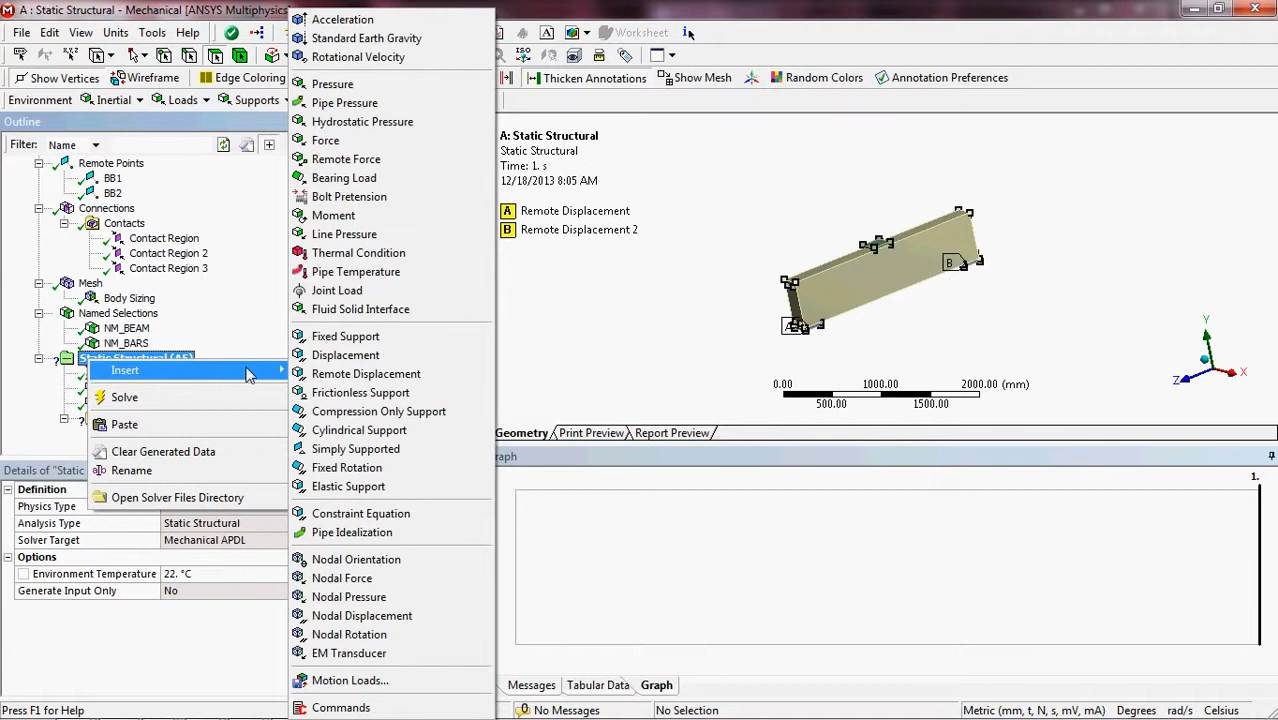 A : Static Structural - Mechanical [ANSYS Multiphysics]
File Edit View Units Tools Help
Worksheet
Show Vertices Wireframe Edge Coloring
Thicken Annotations Show Mesh Random Colors Annotation Preferences
Environment Inertial Loads Supports
Outline
Filter: Name
Remote Points
BB1
BB2
Connections
Contacts
Contact Region
Contact Region 2
Contact Region 3
Mesh
Body Sizing
Named Selections
NM_BEAM
NM_BARS
Static Structural (A5)
Insert
Solve
Paste
Clear Generated Data
Rename
Open Solver Files Directory
Acceleration
Standard Earth Gravity
Rotational Velocity
Pressure
Pipe Pressure
Hydrostatic Pressure
Force
Remote Force
Bearing Load
Bolt Pretension
Moment
Line Pressure
Thermal Condition
Pipe Temperature
Joint Load
Fluid Solid Interface
Fixed Support
Displacement
Remote Displacement
Frictionless Support
Compression Only Support
Cylindrical Support
Simply Supported
Fixed Rotation
Elastic Support
Constraint Equation
Pipe Idealization
Nodal Orientation
Nodal Force
Nodal Pressure
Nodal Displacement
Nodal Rotation
EM Transducer
Motion Loads...
Commands
Details of "Static
Definition
Physics Type
Analysis Type Static Structural
Solver Target Mechanical APDL
Options
Environment Temperature 22. °C
Generate Input Only No
A: Static Structural
Static Structural
Time: 1. s
12/18/2013 8:05 AM
A Remote Displacement
B Remote Displacement 2
B
A
Y
Z X
0.00 1000.00 2000.00 (mm)
500.00 1500.00
Geometry Print Preview Report Preview
raph
1.
Messages Tabular Data Graph
Press F1 for Help
No Messages
No Selection
Metric (mm, t, N, s, mV, mA) Degrees rad/s Celsius